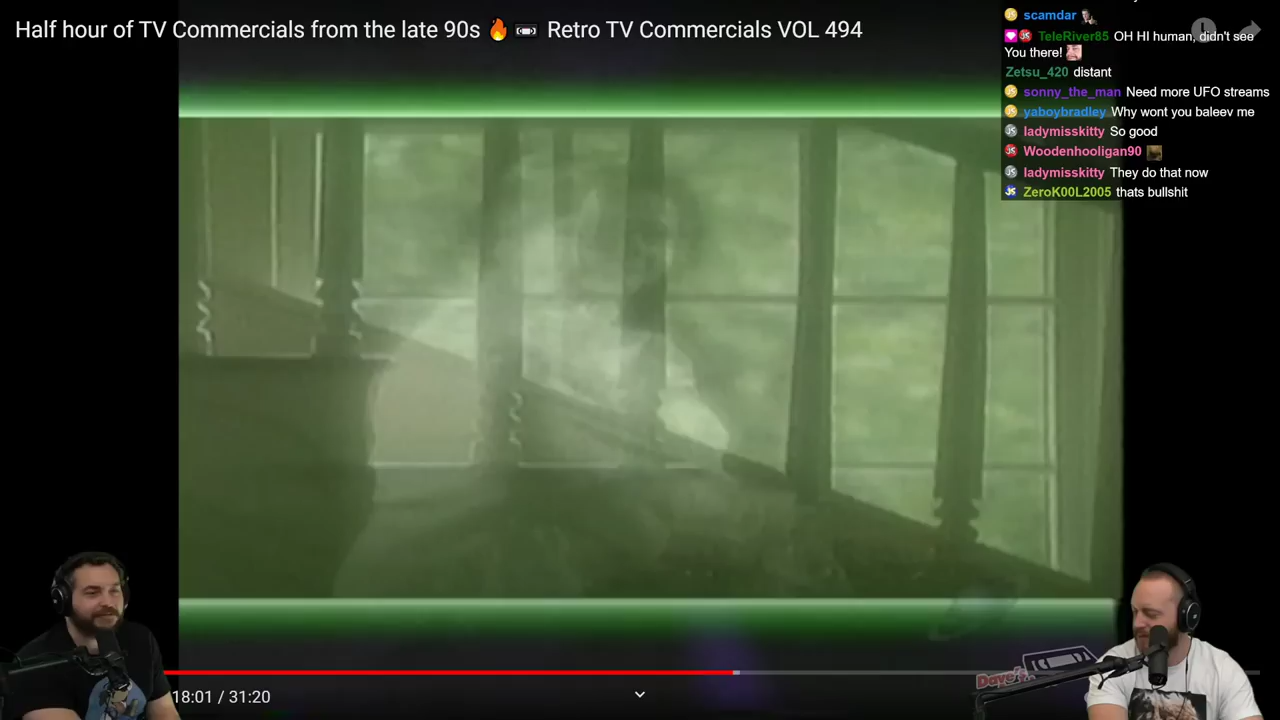 Half hour of TV Commercials from the late 90s 🔥📼 Retro TV Commercials VOL 494
scamdar
TeleRiver85 OH HI human, didn't see
You there!
Zetsu_420 distant
sonny_the_man Need more UFO streams
yaboybradley Why wont you baleev me
ladymisskitty So good
Woodenhooligan90
ladymisskitty They do that now
ZeroK00L2005 thats bullshit
Dave's
18:01 / 31:20